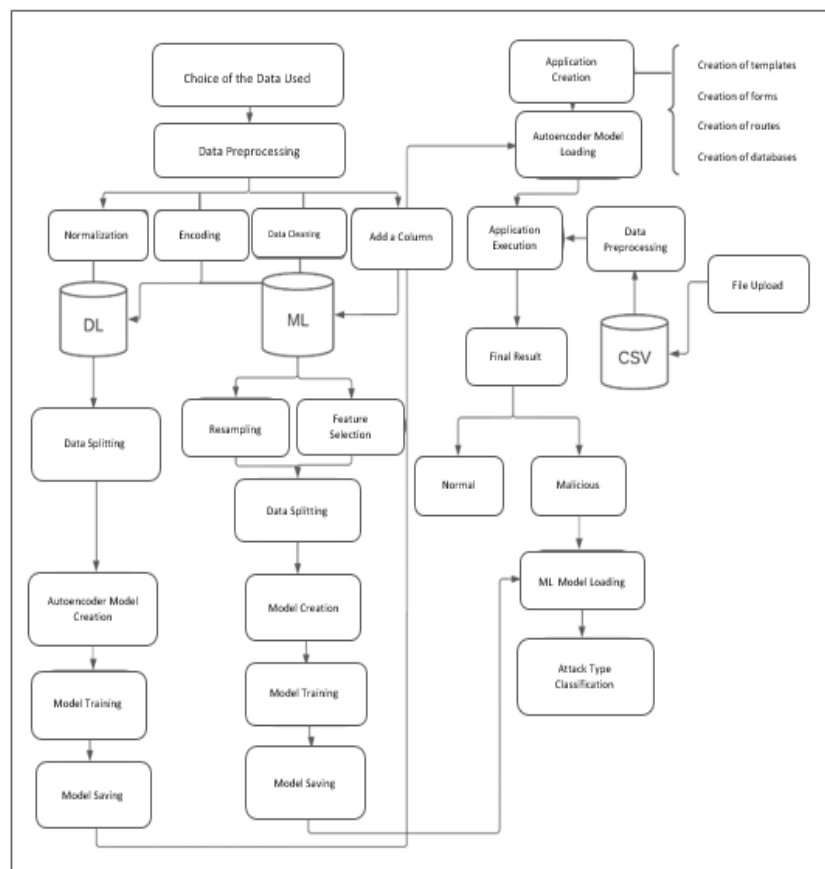 Choice of the Data Used
Data Preprocessing
Normalization
Encoding
Data Cleaning
Add a Column
DL
ML
Data Splitting
Resampling
Feature
Selection
Data Splitting
Autoencoder Model
Creation
Model Creation
Model Training
Model Training
Model Saving
Model Saving
Application
Creation
Creation of templates
Creation of forms
Creation of routes
Creation of databases
Autoencoder Model
Loading
Application
Execution
Data
Preprocessing
File Upload
CSV
Final Result
Normal
Malicious
ML Model Loading
Attack Type
Classification